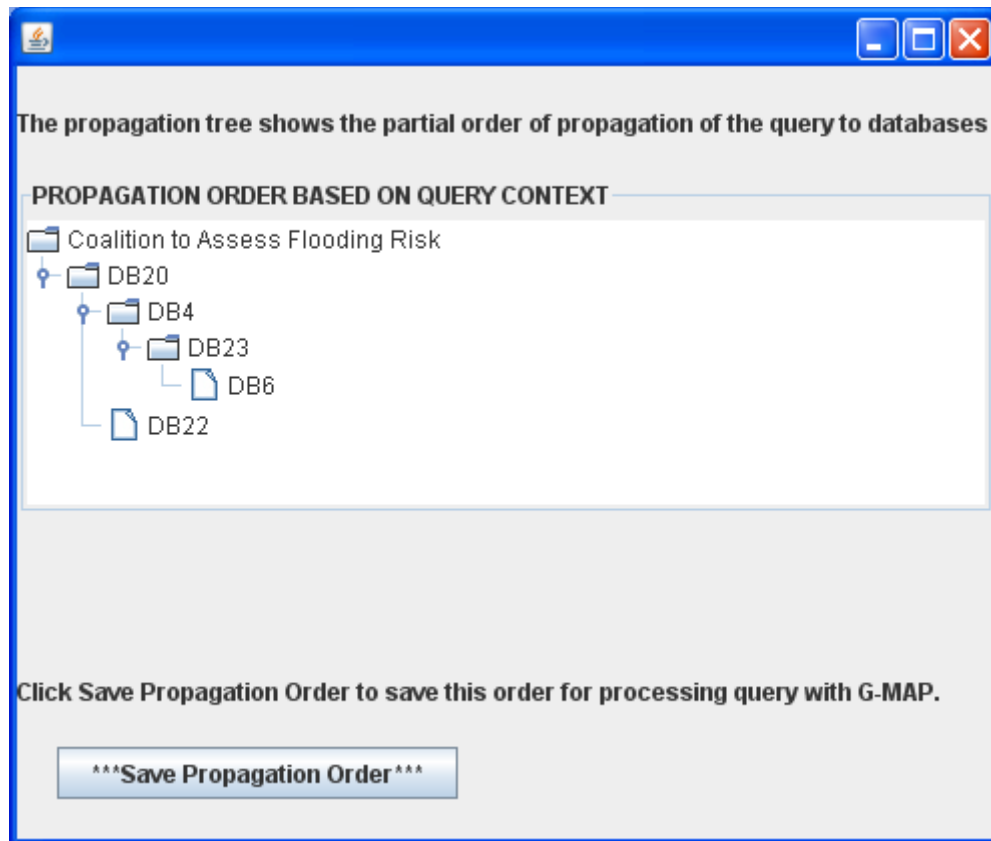 The propagation tree shows the partial order of propagation of the query to databases
PROPAGATION ORDER BASED ON QUERY CONTEXT
Coalition to Assess Flooding Risk
DB20
DB4
DB23
DB6
DB22
Click Save Propagation Order to save this order for processing query with G-MAP.
***Save Propagation Order***